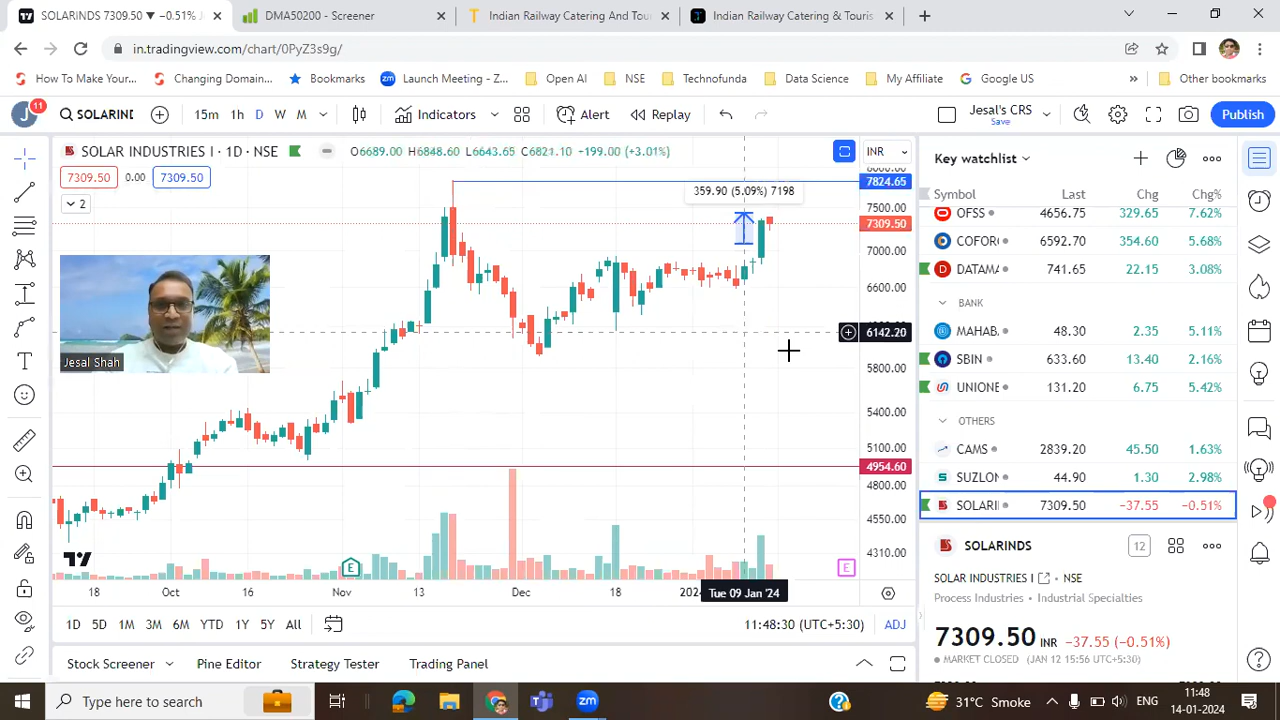 SOLARINDS 7309.50 ▼ −0.51% J
DMA50200 - Screener
Indian Railway Catering And Tou
Indian Railway Catering & Touris
in.tradingview.com/chart/0PyZ3s9g/
How To Make Your...
Changing Domain...
Bookmarks
Launch Meeting - Z...
Open AI
NSE
Technofunda
Data Science
My Affiliate
Google US
»
Other bookmarks
J 11
SOLARIND
15m 1h D W M
Indicators
Alert
Replay
Jesal's CRS
Save
Publish
SOLAR INDUSTRIES I · 1D · NSE
O6689.00 H6848.60 L6643.65 C6821.10 +199.00 (+3.01%)
INR
7309.50 0.00 7309.50
2
359.90 (5.09%) 7198
Jesal Shah
8000.00
7824.65
7500.00
7309.50
7000.00
6600.00
6142.20
5800.00
5400.00
5100.00
4954.60
4800.00
4550.00
4310.00
E
E
18 Oct 16 Nov 13 Dec 18 2024
Tue 09 Jan '24
1D 5D 1M 3M 6M YTD 1Y 5Y All
11:48:30 (UTC+5:30)
ADJ
Stock Screener
Pine Editor
Strategy Tester
Trading Panel
Key watchlist
Symbol Last Chg Chg%
OFSS 4656.75 329.65 7.62%
COFORG 6592.70 354.60 5.68%
DATAMA 741.65 22.15 3.08%
BANK
MAHAB 48.30 2.35 5.11%
SBIN 633.60 13.40 2.16%
UNIONE 131.20 6.75 5.42%
OTHERS
CAMS 2839.20 45.50 1.63%
SUZLON 44.90 1.30 2.98%
SOLARI 7309.50 −37.55 −0.51%
SOLARINDS
12
SOLAR INDUSTRIES I NSE
Process Industries • Industrial Specialties
7309.50 INR −37.55 (−0.51%)
MARKET CLOSED (JAN 12 15:56 UTC+5:30)
Type here to search
31°C Smoke
ENG
11:48
14-01-2024